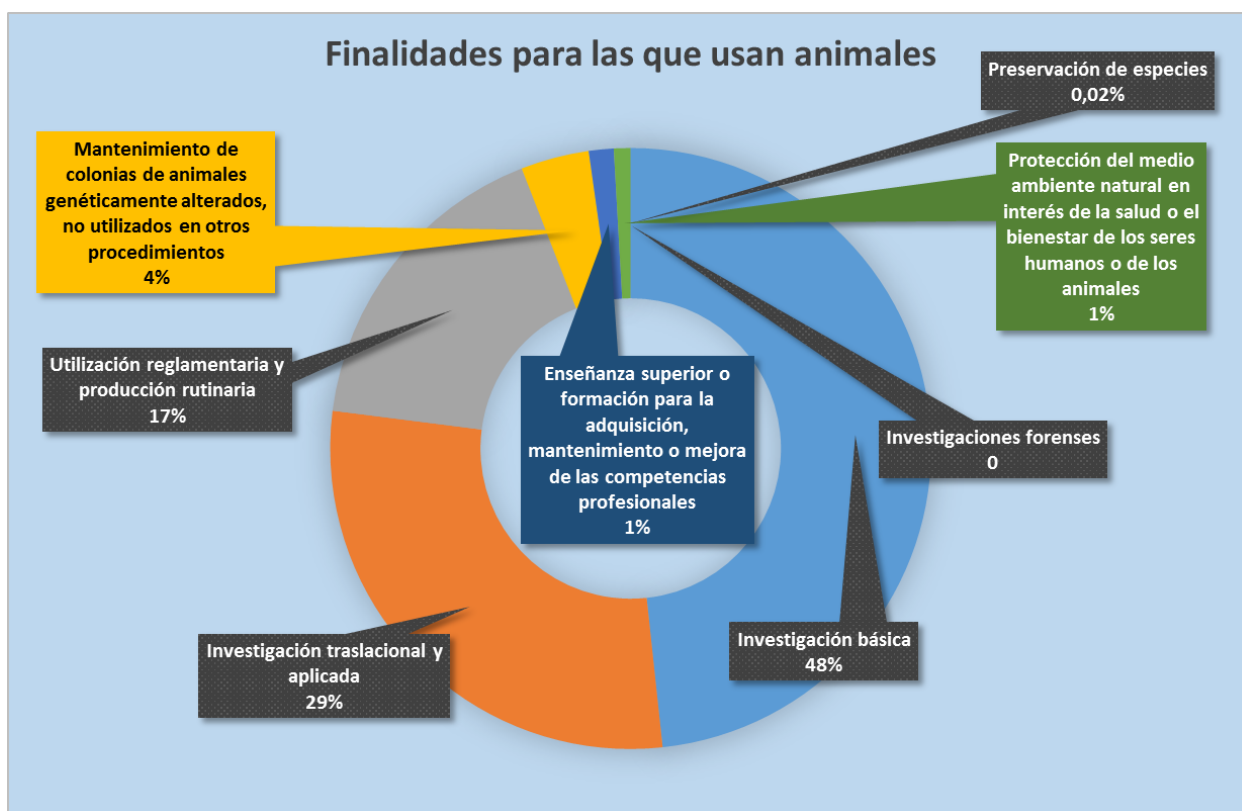 Finalidades para las que usan animales
Preservación de especies
0,02%
Mantenimiento de
colonias de animales
genéticamente alterados,
no utilizados en otros
procedimientos
4%
Protección del medio
ambiente natural en
interés de la salud o el
bienestar de los seres
humanos o de los
animales
1%
Utilización reglamentaria y
producción rutinaria
17%
Enseñanza superior o
formación para la
adquisición,
mantenimiento o mejora
de las competencias
profesionales
1%
Investigaciones forenses
0
Investigación traslacional y
aplicada
29%
Investigación básica
48%